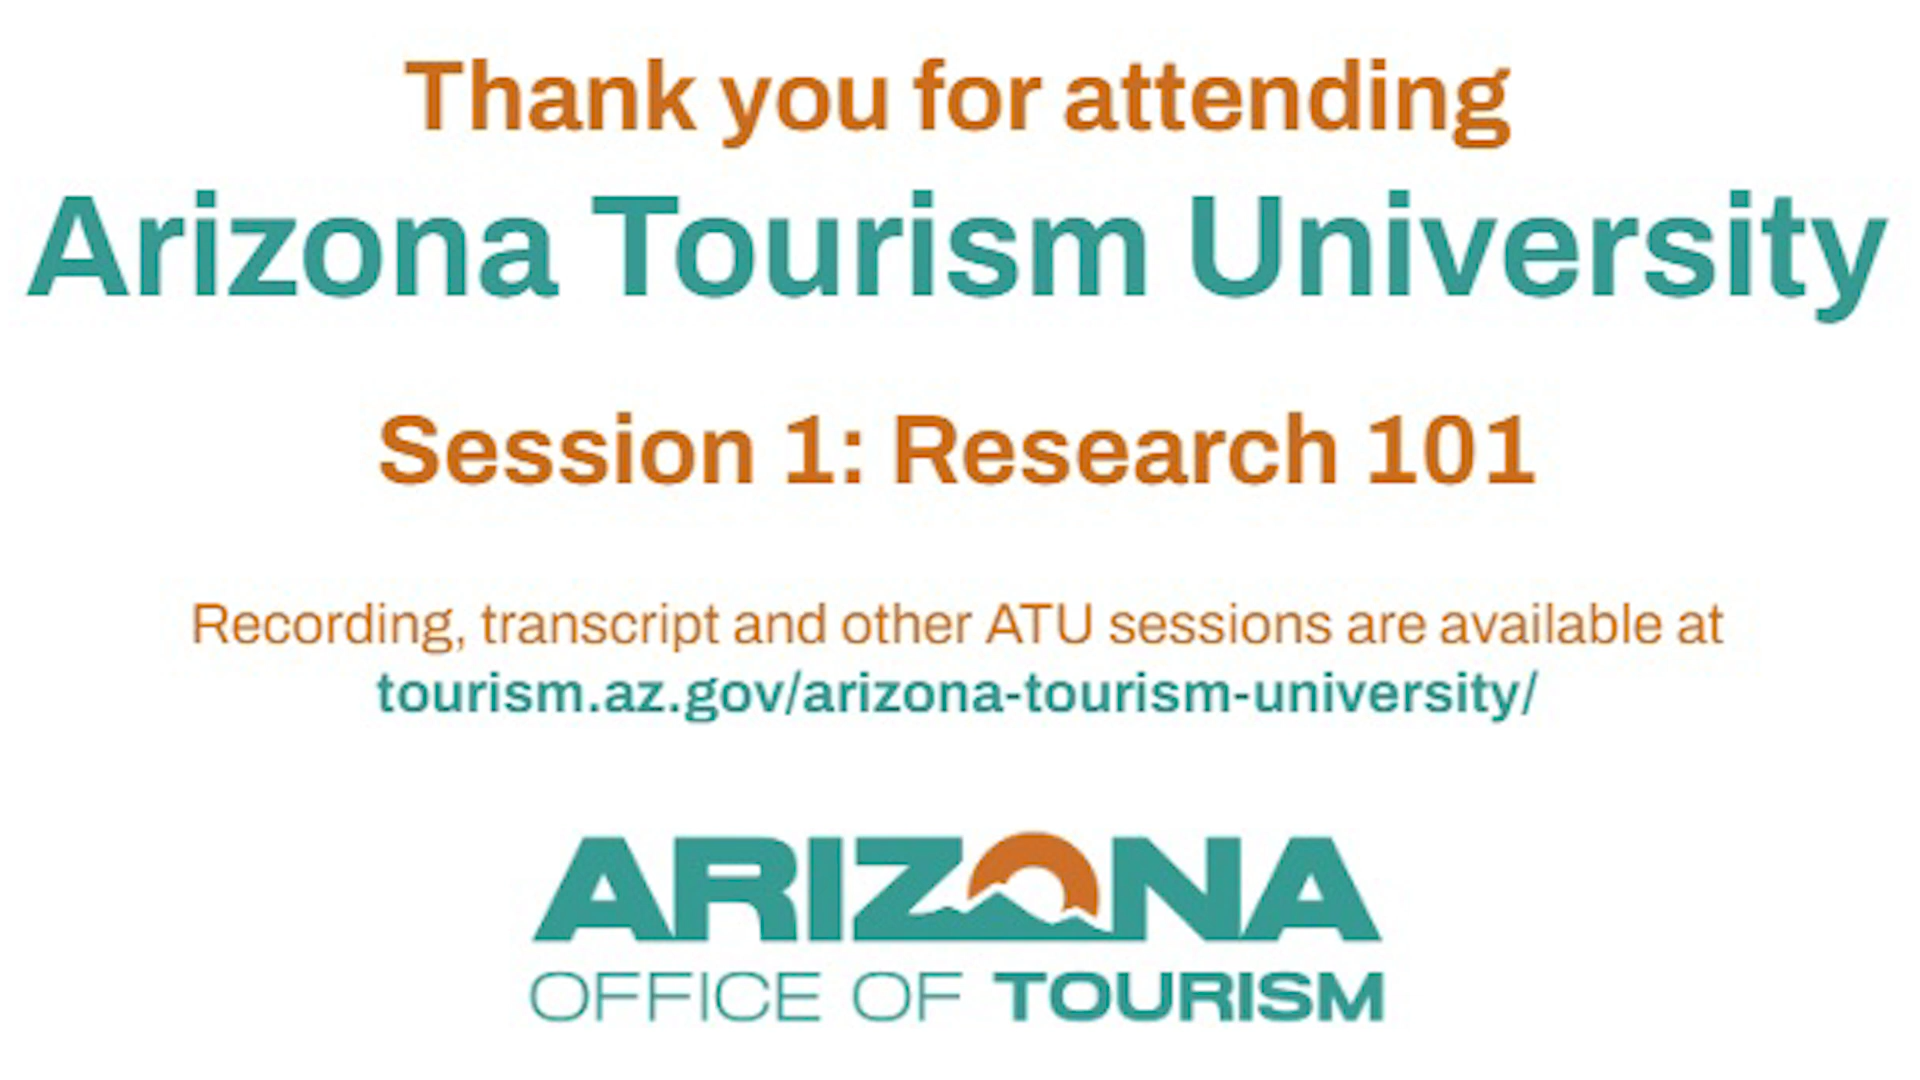 Thank you for attending
Arizona Tourism University
Session 1: Research 101
Recording, transcript and other ATU sessions are available at
tourism.az.gov/arizona-tourism-university/
ARIZONA
OFFICE OF TOURISM